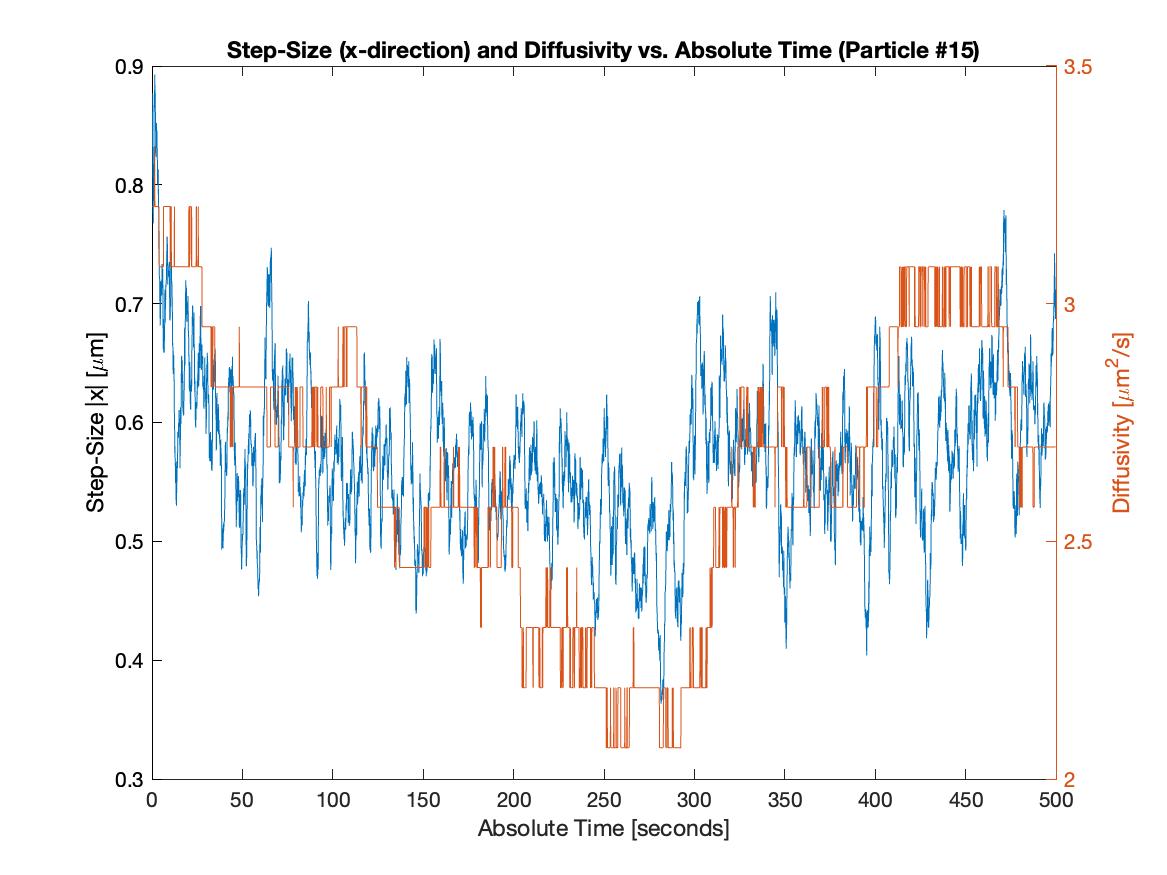 Step-Size (x-direction) and Diffusivity vs. Absolute Time (Particle #15)
0.9
0.8
0.7
0.6
0.5
0.4
0.3
Step-Size |x| [μm]
3.5
3
2.5
2
Diffusivity [μm²/s]
0 50 100 150 200 250 300 350 400 450 500
Absolute Time [seconds]